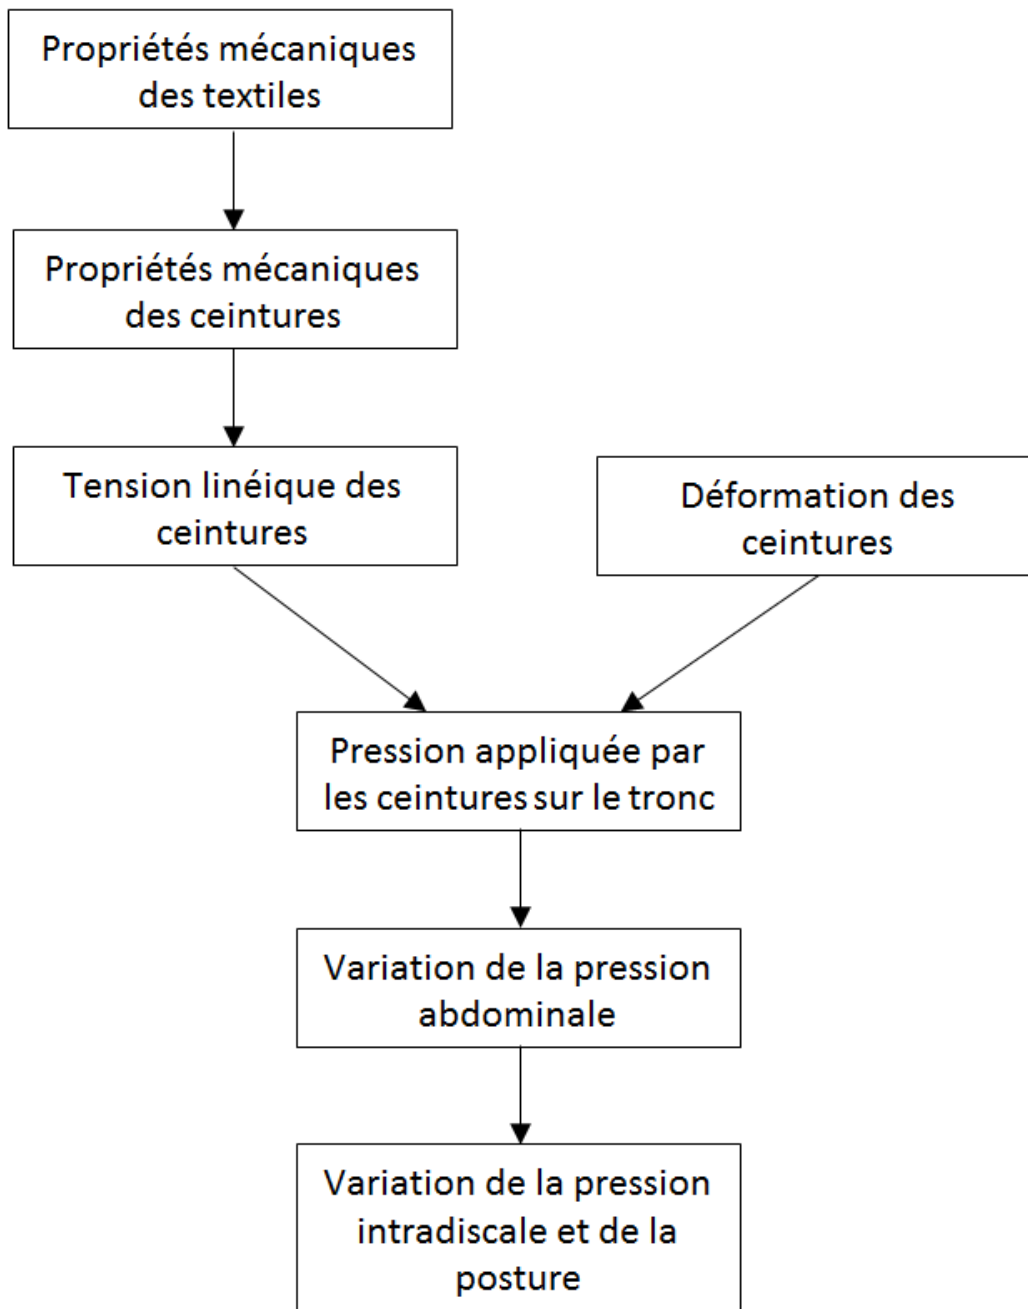 Propriétés mécaniques
des textiles
Propriétés mécaniques
des ceintures
Tension linéique des
ceintures
Déformation des
ceintures
Pression appliquée par
les ceintures sur le tronc
Variation de la pression
abdominale
Variation de la pression
intradiscale et de la
posture